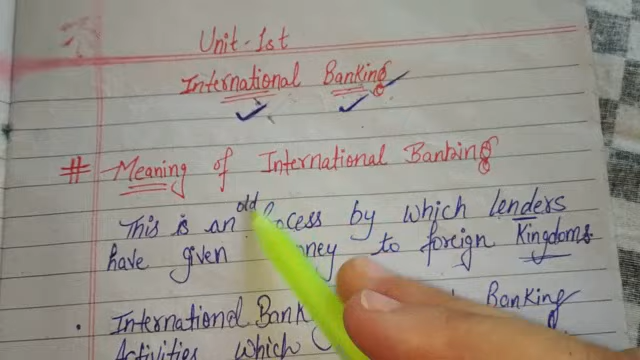 Unit-1st
International Banking
# Meaning of International Banking
This is an old Process by which lenders
have given money to foreign Kingdoms
• International Bank Banking
Activities which